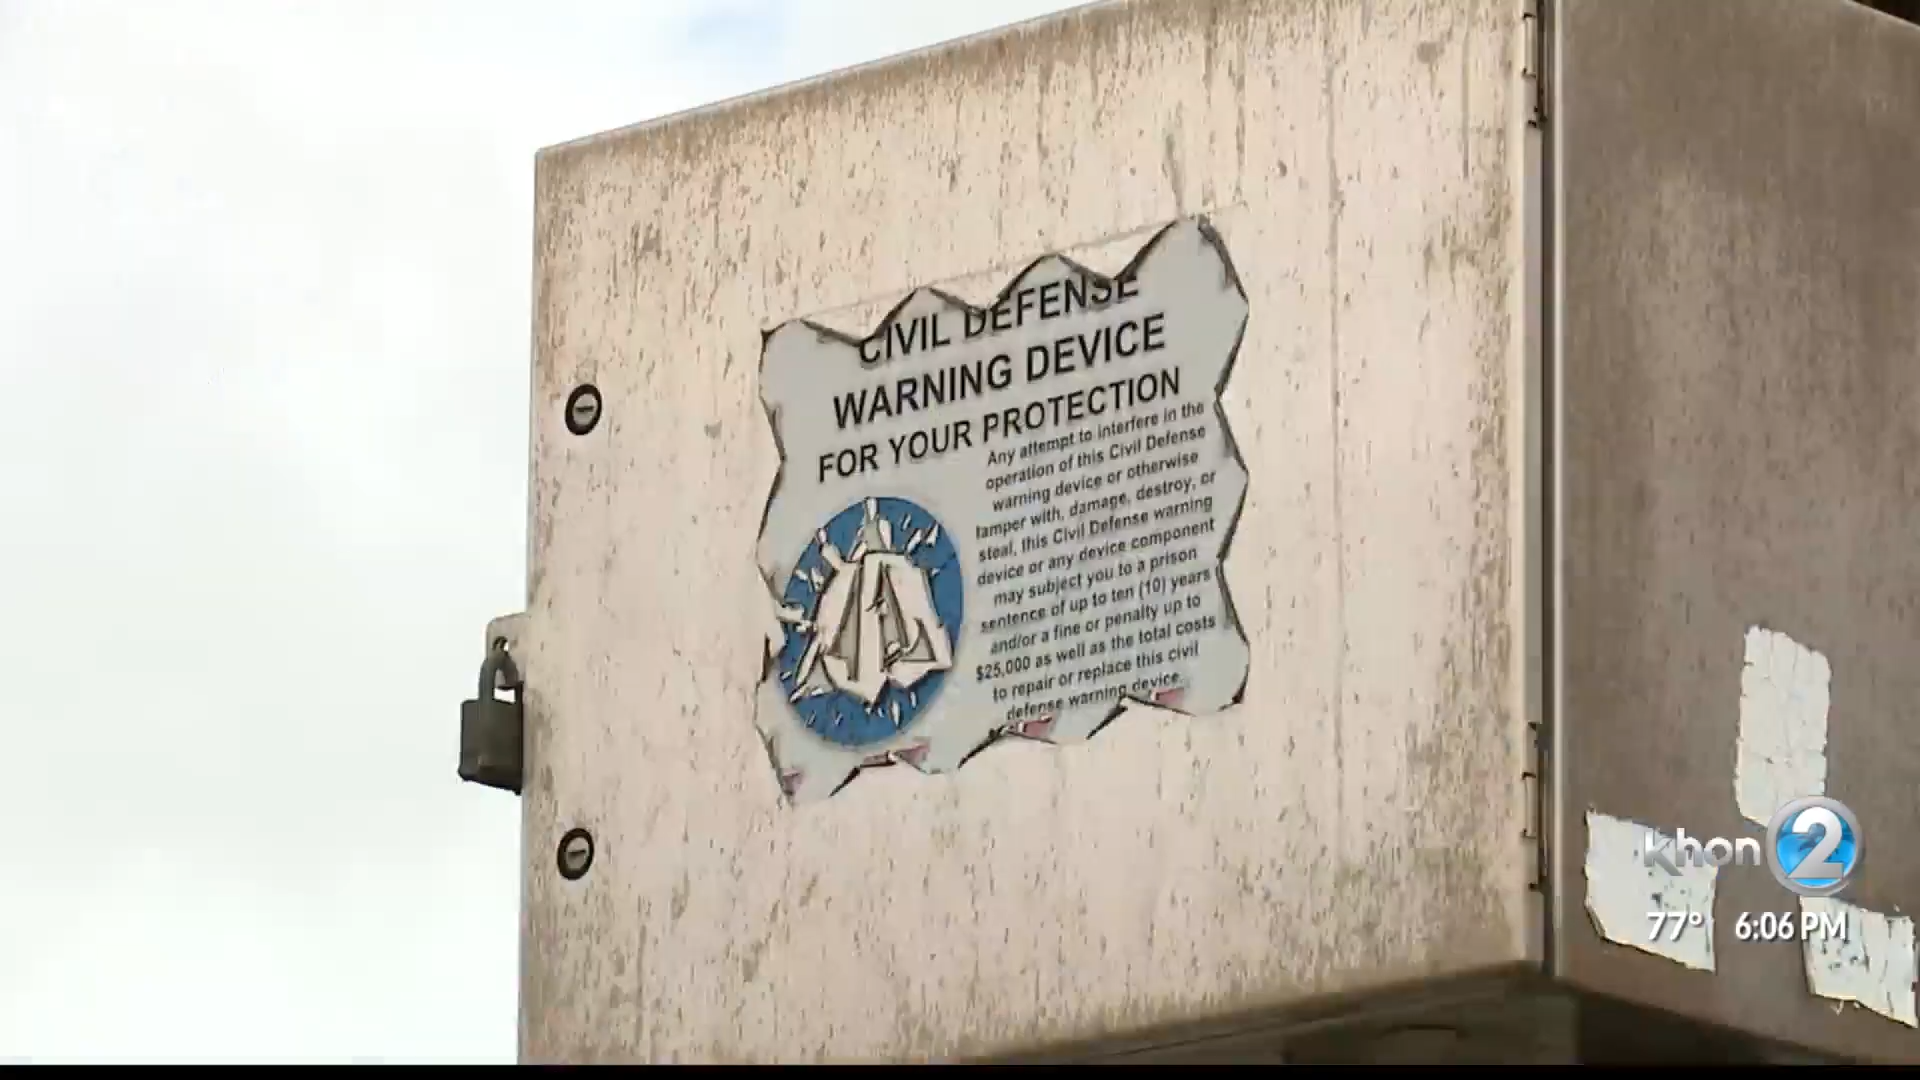 CIVIL DEFENSE
WARNING DEVICE
FOR YOUR PROTECTION
Any attempt to interfere in the
operation of this Civil Defense
warning device or otherwise
tamper with, damage, destroy, or
steal, this Civil Defense warning
device or any device component
may subject you to a prison
sentence of up to ten (10) years
and/or a fine or penalty up to
$25,000 as well as the total costs
to repair or replace this civil
defense warning device.
khon 2
77° 6:06 PM